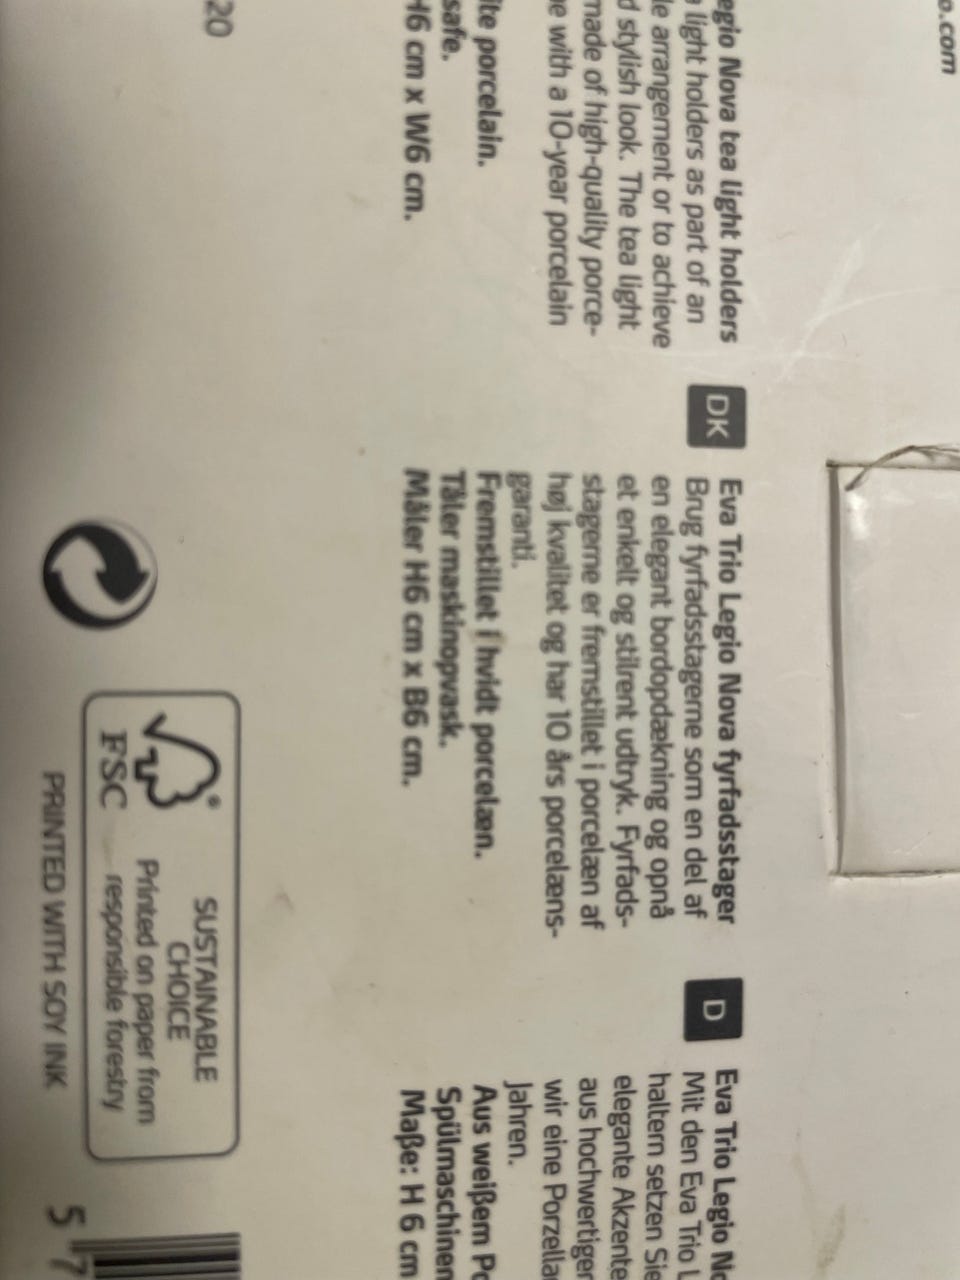 o.com
egio Nova tea light holders
light holders as part of an
le arrangement or to achieve
d stylish look. The tea light
made of high-quality porce-
e with a 10-year porcelain
ite porcelain.
safe.
H6 cm x W6 cm.
20
DK
Eva Trio Legio Nova fyrfadsstager
Brug fyrfadsstagerne som en del af
en elegant bordopdækning og opnå
et enkelt og stilrent udtryk. Fyrfads-
stagerne er fremstillet i porcelæn af
høj kvalitet og har 10 års porcelæns-
garanti.
Fremstillet i hvidt porcelæn.
Tåler maskinopvask.
Måler H6 cm x B6 cm.
D
Eva Trio Legio No
Mit den Eva Trio L
haltern setzen Sie
elegante Akzente
aus hochwertiger
wir eine Porzella
Jahren.
Aus weißem Po
Spülmaschinen
Maße: H 6 cm
FSC®
SUSTAINABLE
CHOICE
Printed on paper from
responsible forestry
PRINTED WITH SOY INK
5 7